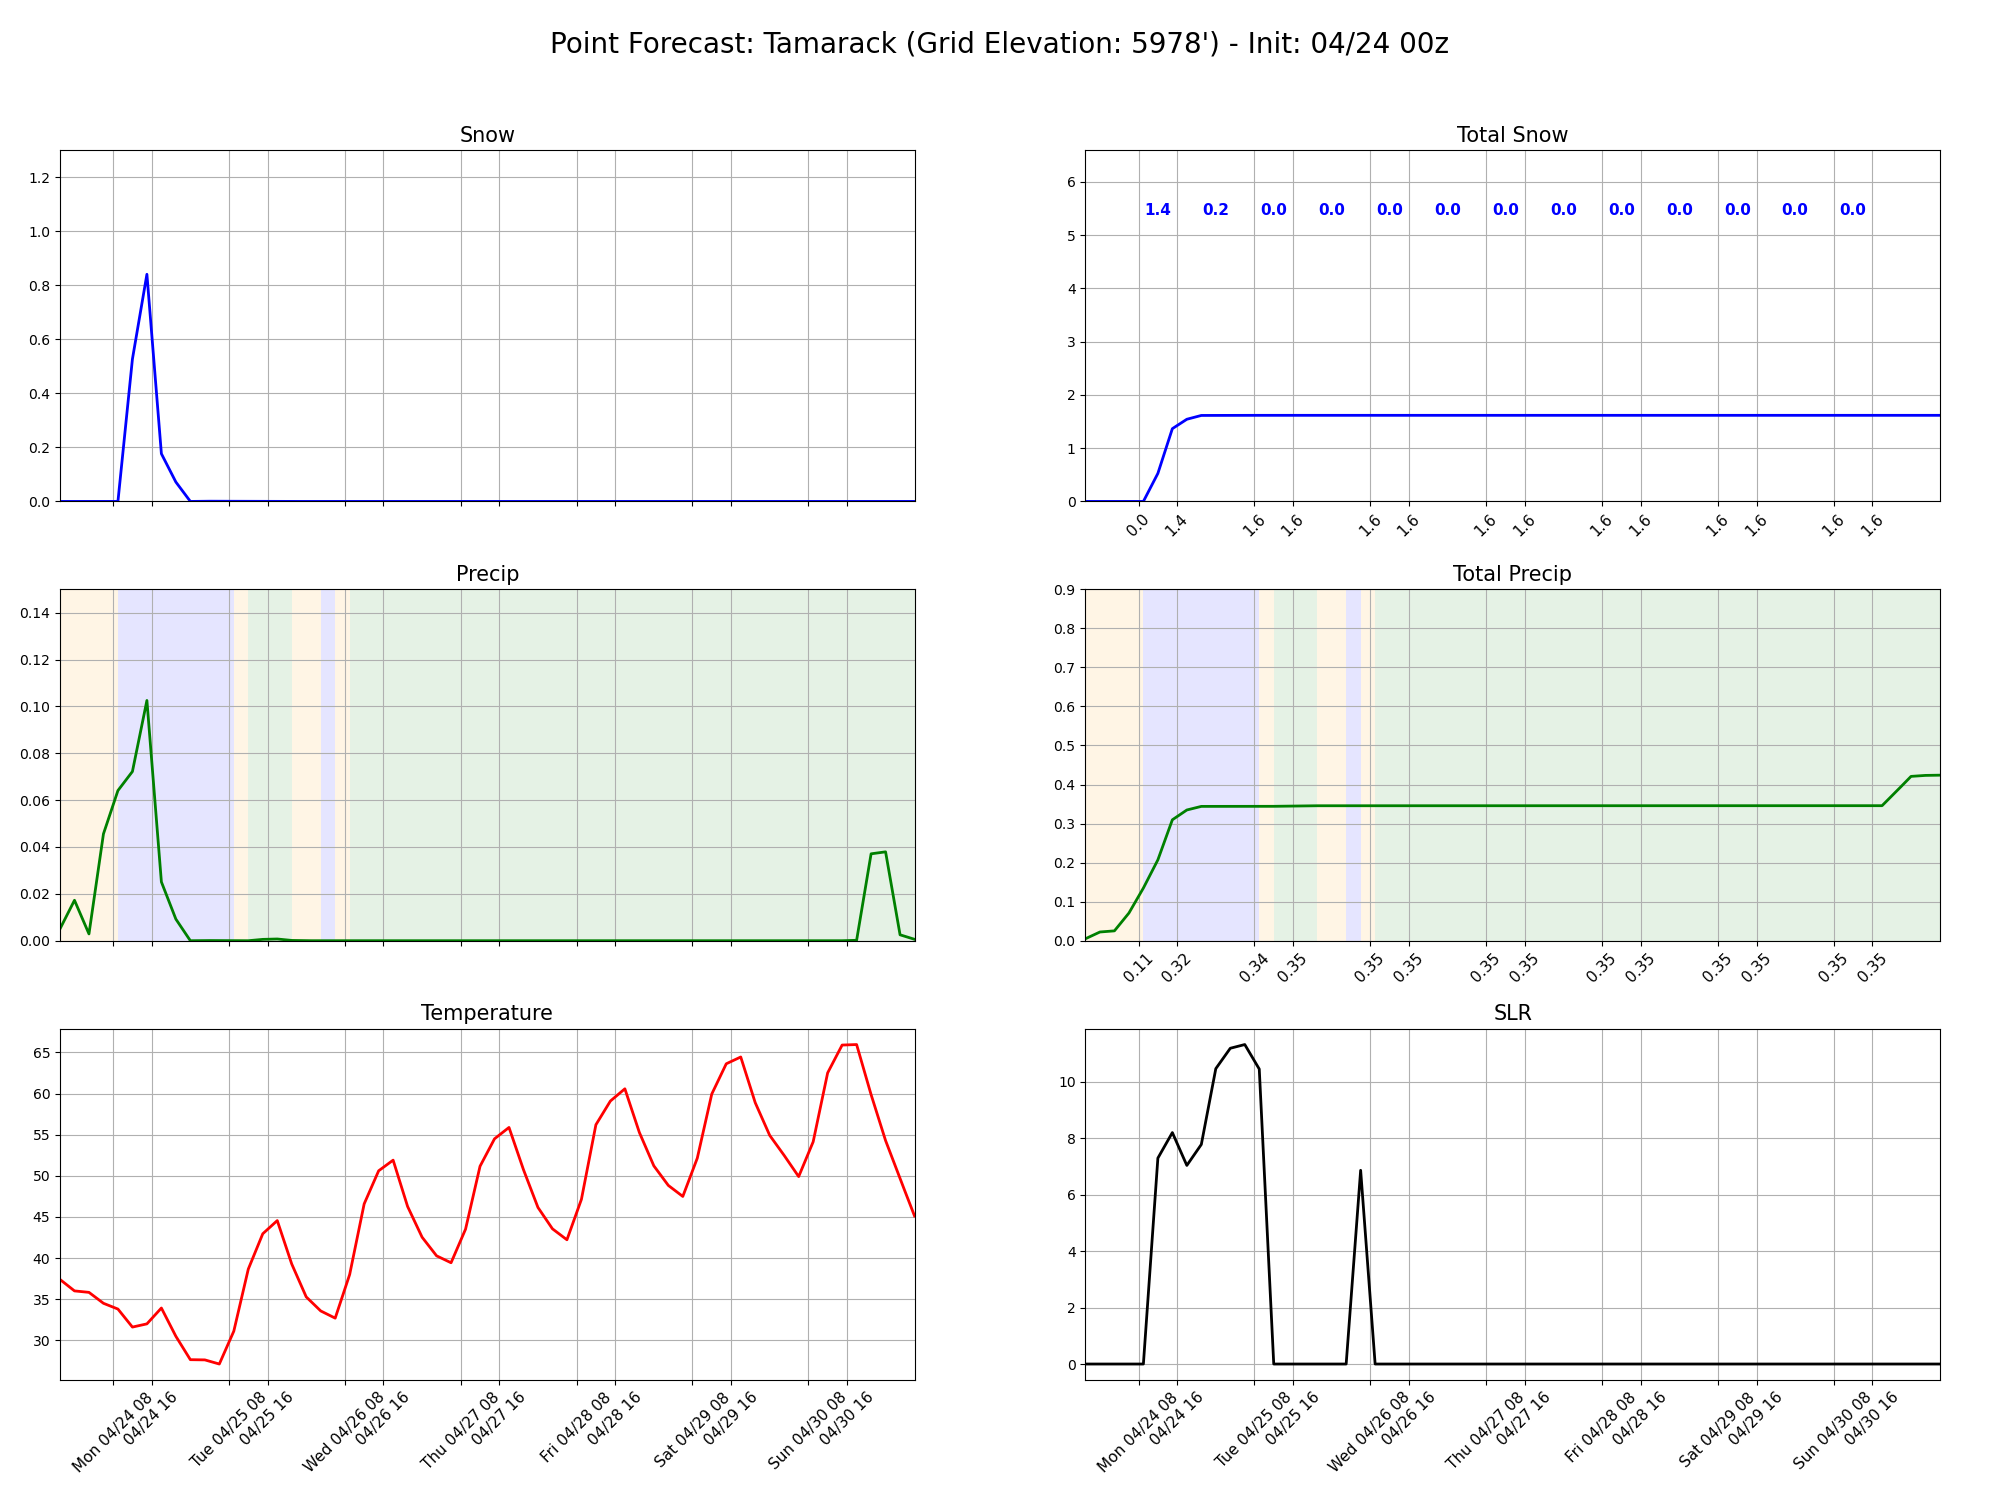 Point Forecast: Tamarack (Grid Elevation: 5978') - Init: 04/24 00z
Snow
1.2
1.0
0.8
0.6
0.4
0.2
0.0
Total Snow
6
5
4
3
2
1
0
1.4 0.2 0.0 0.0 0.0 0.0 0.0 0.0 0.0 0.0 0.0 0.0 0.0
0.0 1.4 1.6 1.6 1.6 1.6 1.6 1.6 1.6 1.6 1.6 1.6 1.6 1.6
Precip
0.14
0.12
0.10
0.08
0.06
0.04
0.02
0.00
Total Precip
0.9
0.8
0.7
0.6
0.5
0.4
0.3
0.2
0.1
0.0
0.11 0.32 0.34 0.35 0.35 0.35 0.35 0.35 0.35 0.35 0.35 0.35 0.35 0.35
Temperature
65
60
55
50
45
40
35
30
Mon 04/24 08
04/24 16
Tue 04/25 08
04/25 16
Wed 04/26 08
04/26 16
Thu 04/27 08
04/27 16
Fri 04/28 08
04/28 16
Sat 04/29 08
04/29 16
Sun 04/30 08
04/30 16
SLR
10
8
6
4
2
0
Mon 04/24 08
04/24 16
Tue 04/25 08
04/25 16
Wed 04/26 08
04/26 16
Thu 04/27 08
04/27 16
Fri 04/28 08
04/28 16
Sat 04/29 08
04/29 16
Sun 04/30 08
04/30 16